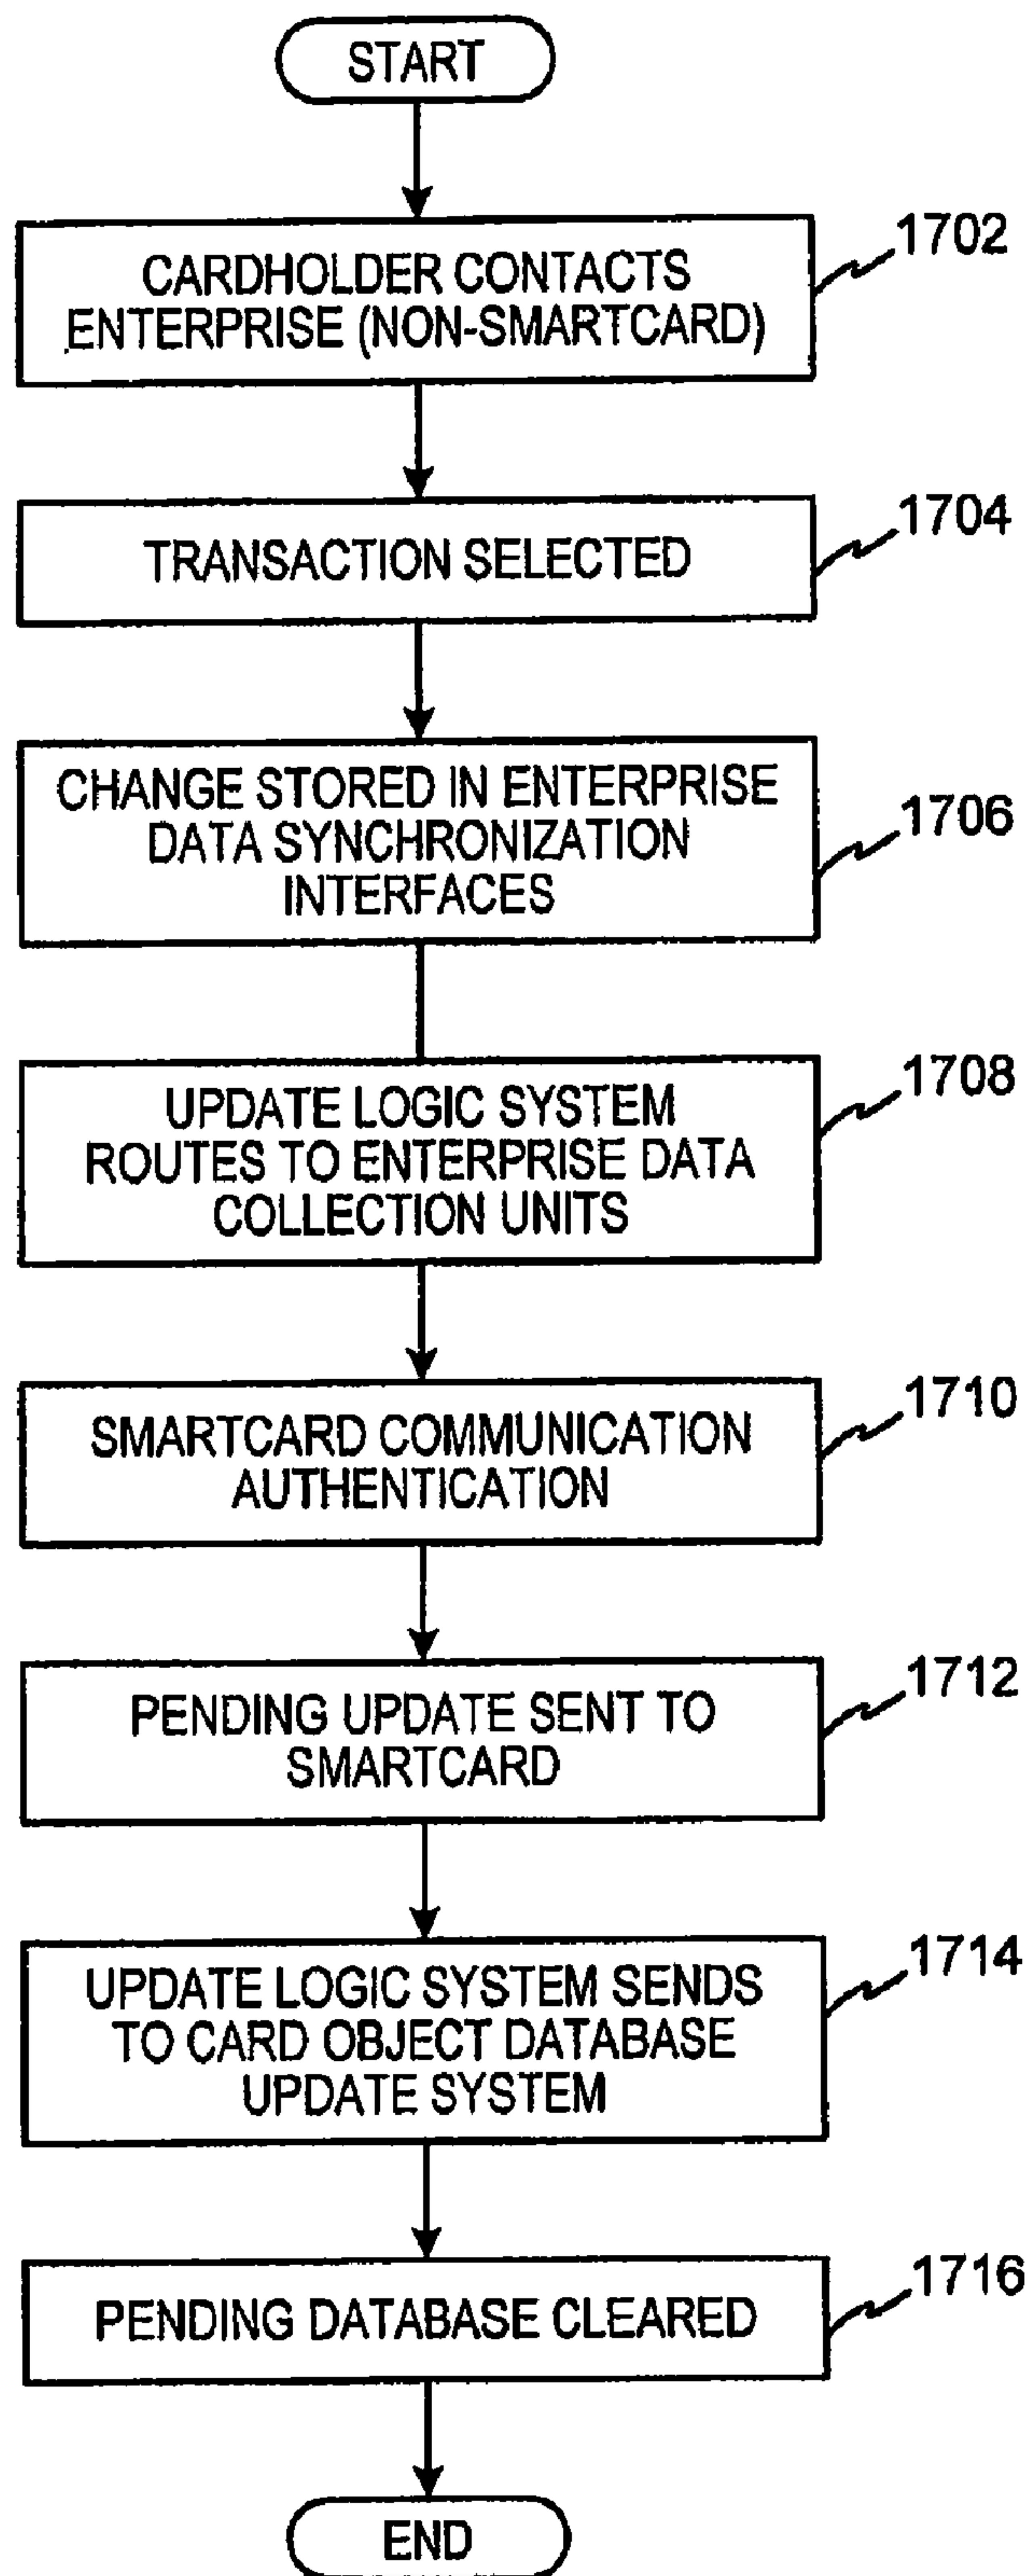 START
CARDHOLDER CONTACTS
ENTERPRISE (NON-SMARTCARD)
1702
TRANSACTION SELECTED
1704
CHANGE STORED IN ENTERPRISE
DATA SYNCHRONIZATION
INTERFACES
1706
UPDATE LOGIC SYSTEM
ROUTES TO ENTERPRISE DATA
COLLECTION UNITS
1708
SMARTCARD COMMUNICATION
AUTHENTICATION
1710
PENDING UPDATE SENT TO
SMARTCARD
1712
UPDATE LOGIC SYSTEM SENDS
TO CARD OBJECT DATABASE
UPDATE SYSTEM
1714
PENDING DATABASE CLEARED
1716
END